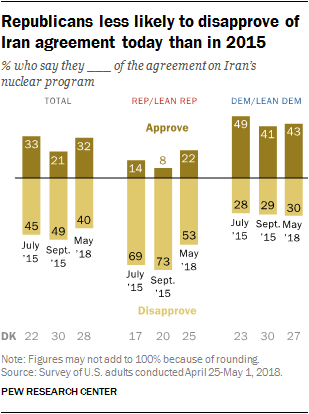 Republicans less likely to disapprove of
Iran agreement today than in 2015
% who say they ____ of the agreement on Iran's
nuclear program
TOTAL REP/LEAN REP DEM/LEAN DEM
Approve
33 21 32 14 8 22 49 41 43
45 49 40 69 73 53 28 29 30
July '15 Sept. '15 May '18 July '15 Sept. '15 May '18 July '15 Sept. '15 May '18
Disapprove
DK 22 30 28 17 20 25 23 30 27
Note: Figures may not add to 100% because of rounding.
Source: Survey of U.S. adults conducted April 25-May 1, 2018.
PEW RESEARCH CENTER